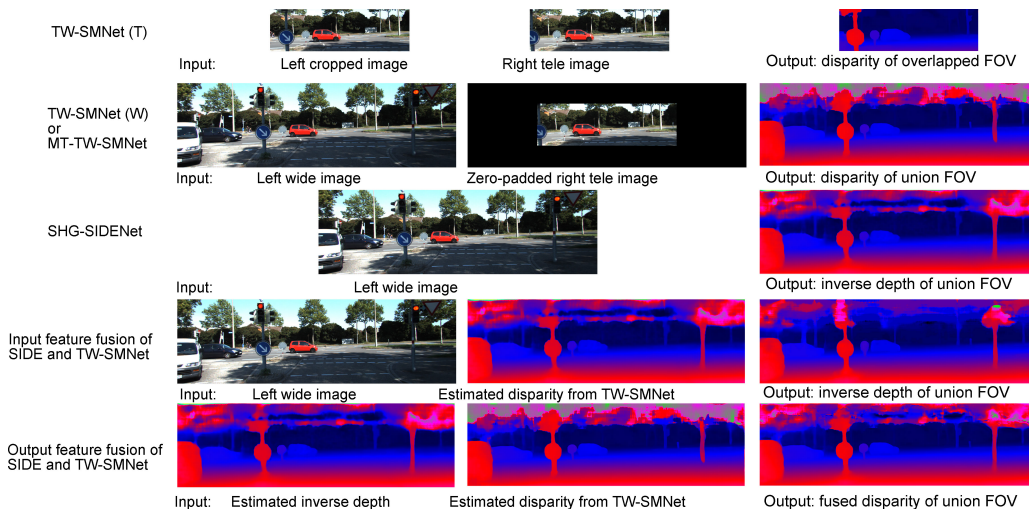 TW-SMNet (T)
Input: Left cropped image Right tele image Output: disparity of overlapped FOV
TW-SMNet (W)
or
MT-TW-SMNet
Input: Left wide image Zero-padded right tele image Output: disparity of union FOV
SHG-SIDENet
Input: Left wide image Output: inverse depth of union FOV
Input feature fusion of
SIDE and TW-SMNet
Input: Left wide image Estimated disparity from TW-SMNet Output: inverse depth of union FOV
Output feature fusion of
SIDE and TW-SMNet
Input: Estimated inverse depth Estimated disparity from TW-SMNet Output: fused disparity of union FOV